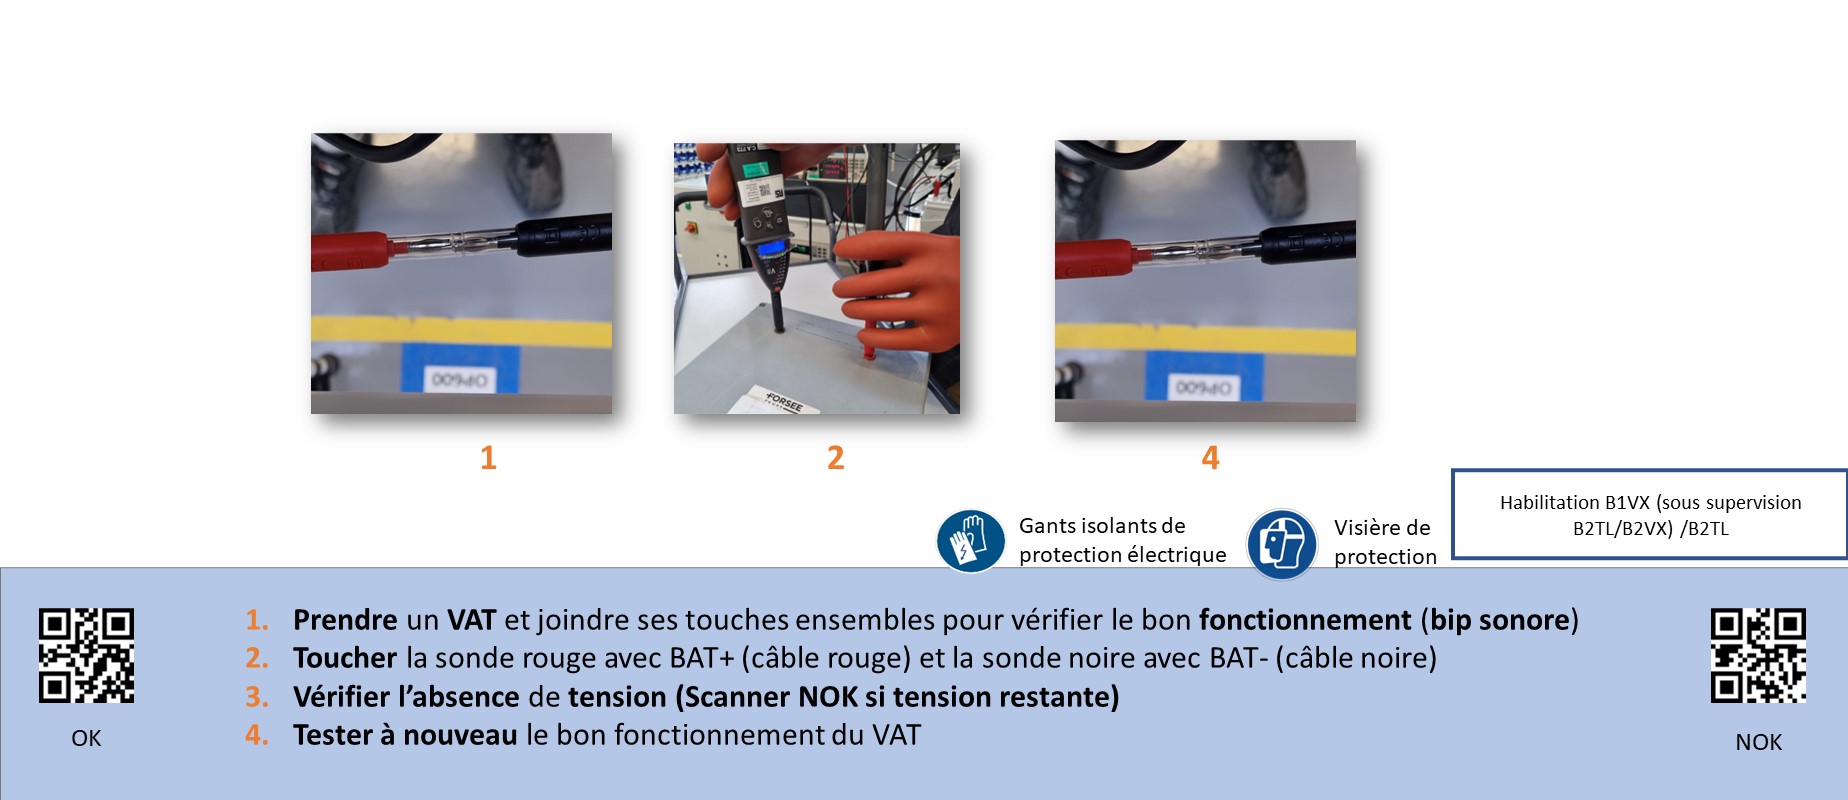 C.A 773
OP600
FORSEE
POWER
OP600
1
2
4
Gants isolants de
protection électrique
Visière de
protection
Habilitation B1VX (sous supervision
B2TL/B2VX) /B2TL
1. Prendre un VAT et joindre ses touches ensembles pour vérifier le bon fonctionnement (bip sonore)
2. Toucher la sonde rouge avec BAT+ (câble rouge) et la sonde noire avec BAT- (câble noire)
3. Vérifier l’absence de tension (Scanner NOK si tension restante)
4. Tester à nouveau le bon fonctionnement du VAT
OK
NOK